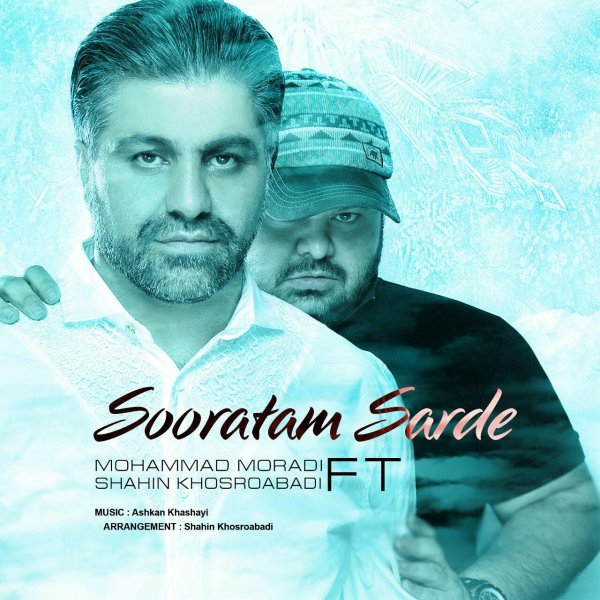 Sooratam Sarde
MOHAMMAD MORADI
SHAHIN KHOSROABADI FT
MUSIC : Ashkan Khashayi
ARRANGEMENT : Shahin Khosroabadi